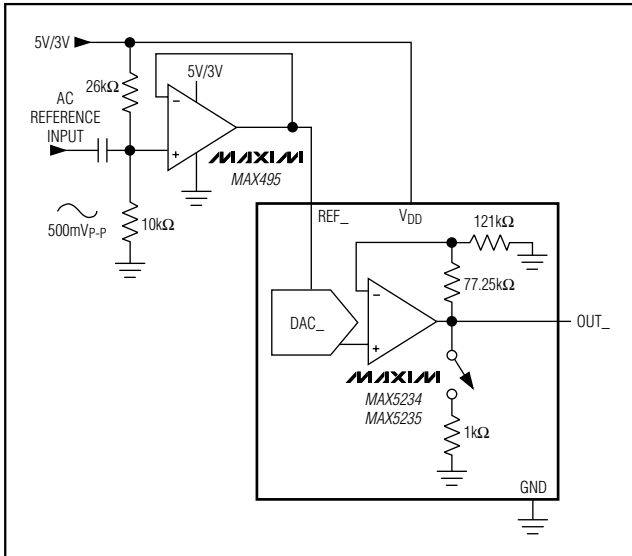 5V/3V
26kΩ
5V/3V
AC
REFERENCE
INPUT
−
+
MAXIM
MAX495
10kΩ
500mVP-P
REF_
VDD
121kΩ
77.25kΩ
−
DAC_
+
OUT_
MAXIM
MAX5234
MAX5235
1kΩ
GND